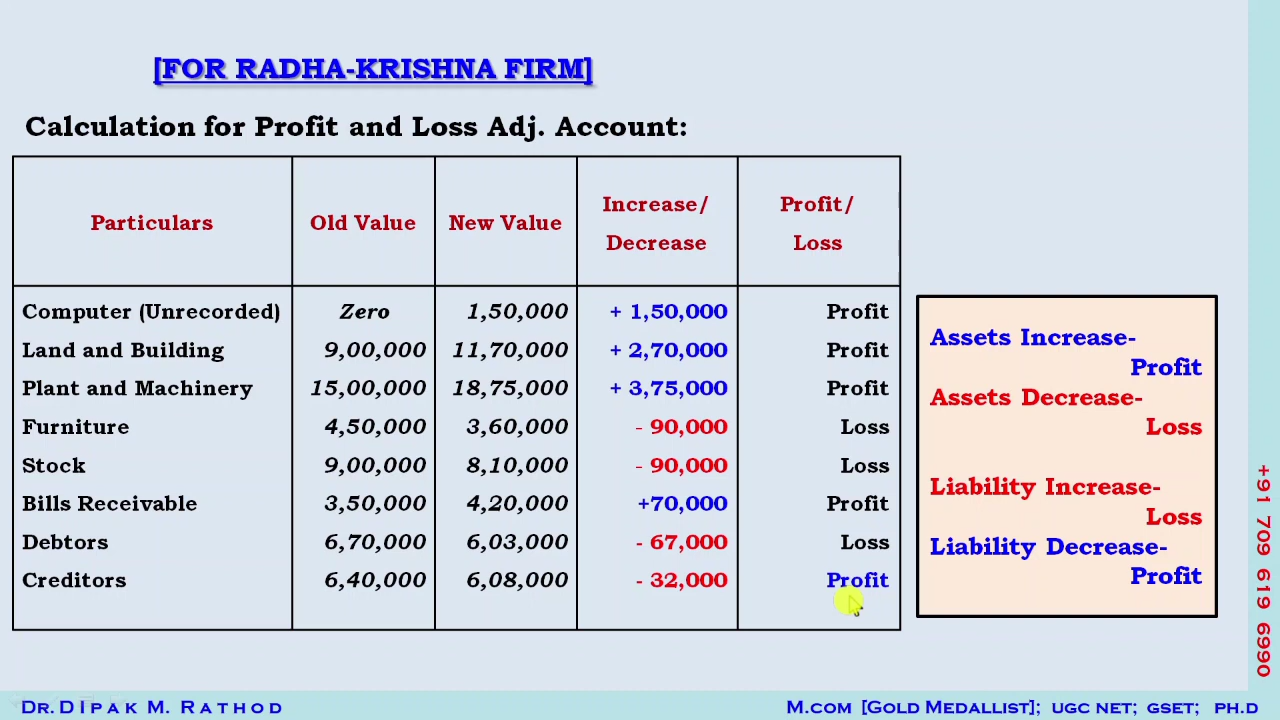 [FOR RADHA-KRISHNA FIRM]
Calculation for Profit and Loss Adj. Account:
Particulars Old Value New Value Increase/ Decrease Profit/ Loss
Computer (Unrecorded) Zero 1,50,000 + 1,50,000 Profit
Land and Building 9,00,000 11,70,000 + 2,70,000 Profit
Plant and Machinery 15,00,000 18,75,000 + 3,75,000 Profit
Furniture 4,50,000 3,60,000 - 90,000 Loss
Stock 9,00,000 8,10,000 - 90,000 Loss
Bills Receivable 3,50,000 4,20,000 +70,000 Profit
Debtors 6,70,000 6,03,000 - 67,000 Loss
Creditors 6,40,000 6,08,000 - 32,000 Profit
Assets Increase-
Profit
Assets Decrease-
Loss
Liability Increase-
Loss
Liability Decrease-
Profit
+91 709 619 6990
DR. DIPAK M. RATHOD
M.COM [GOLD MEDALLIST]; UGC NET; GSET; PH.D